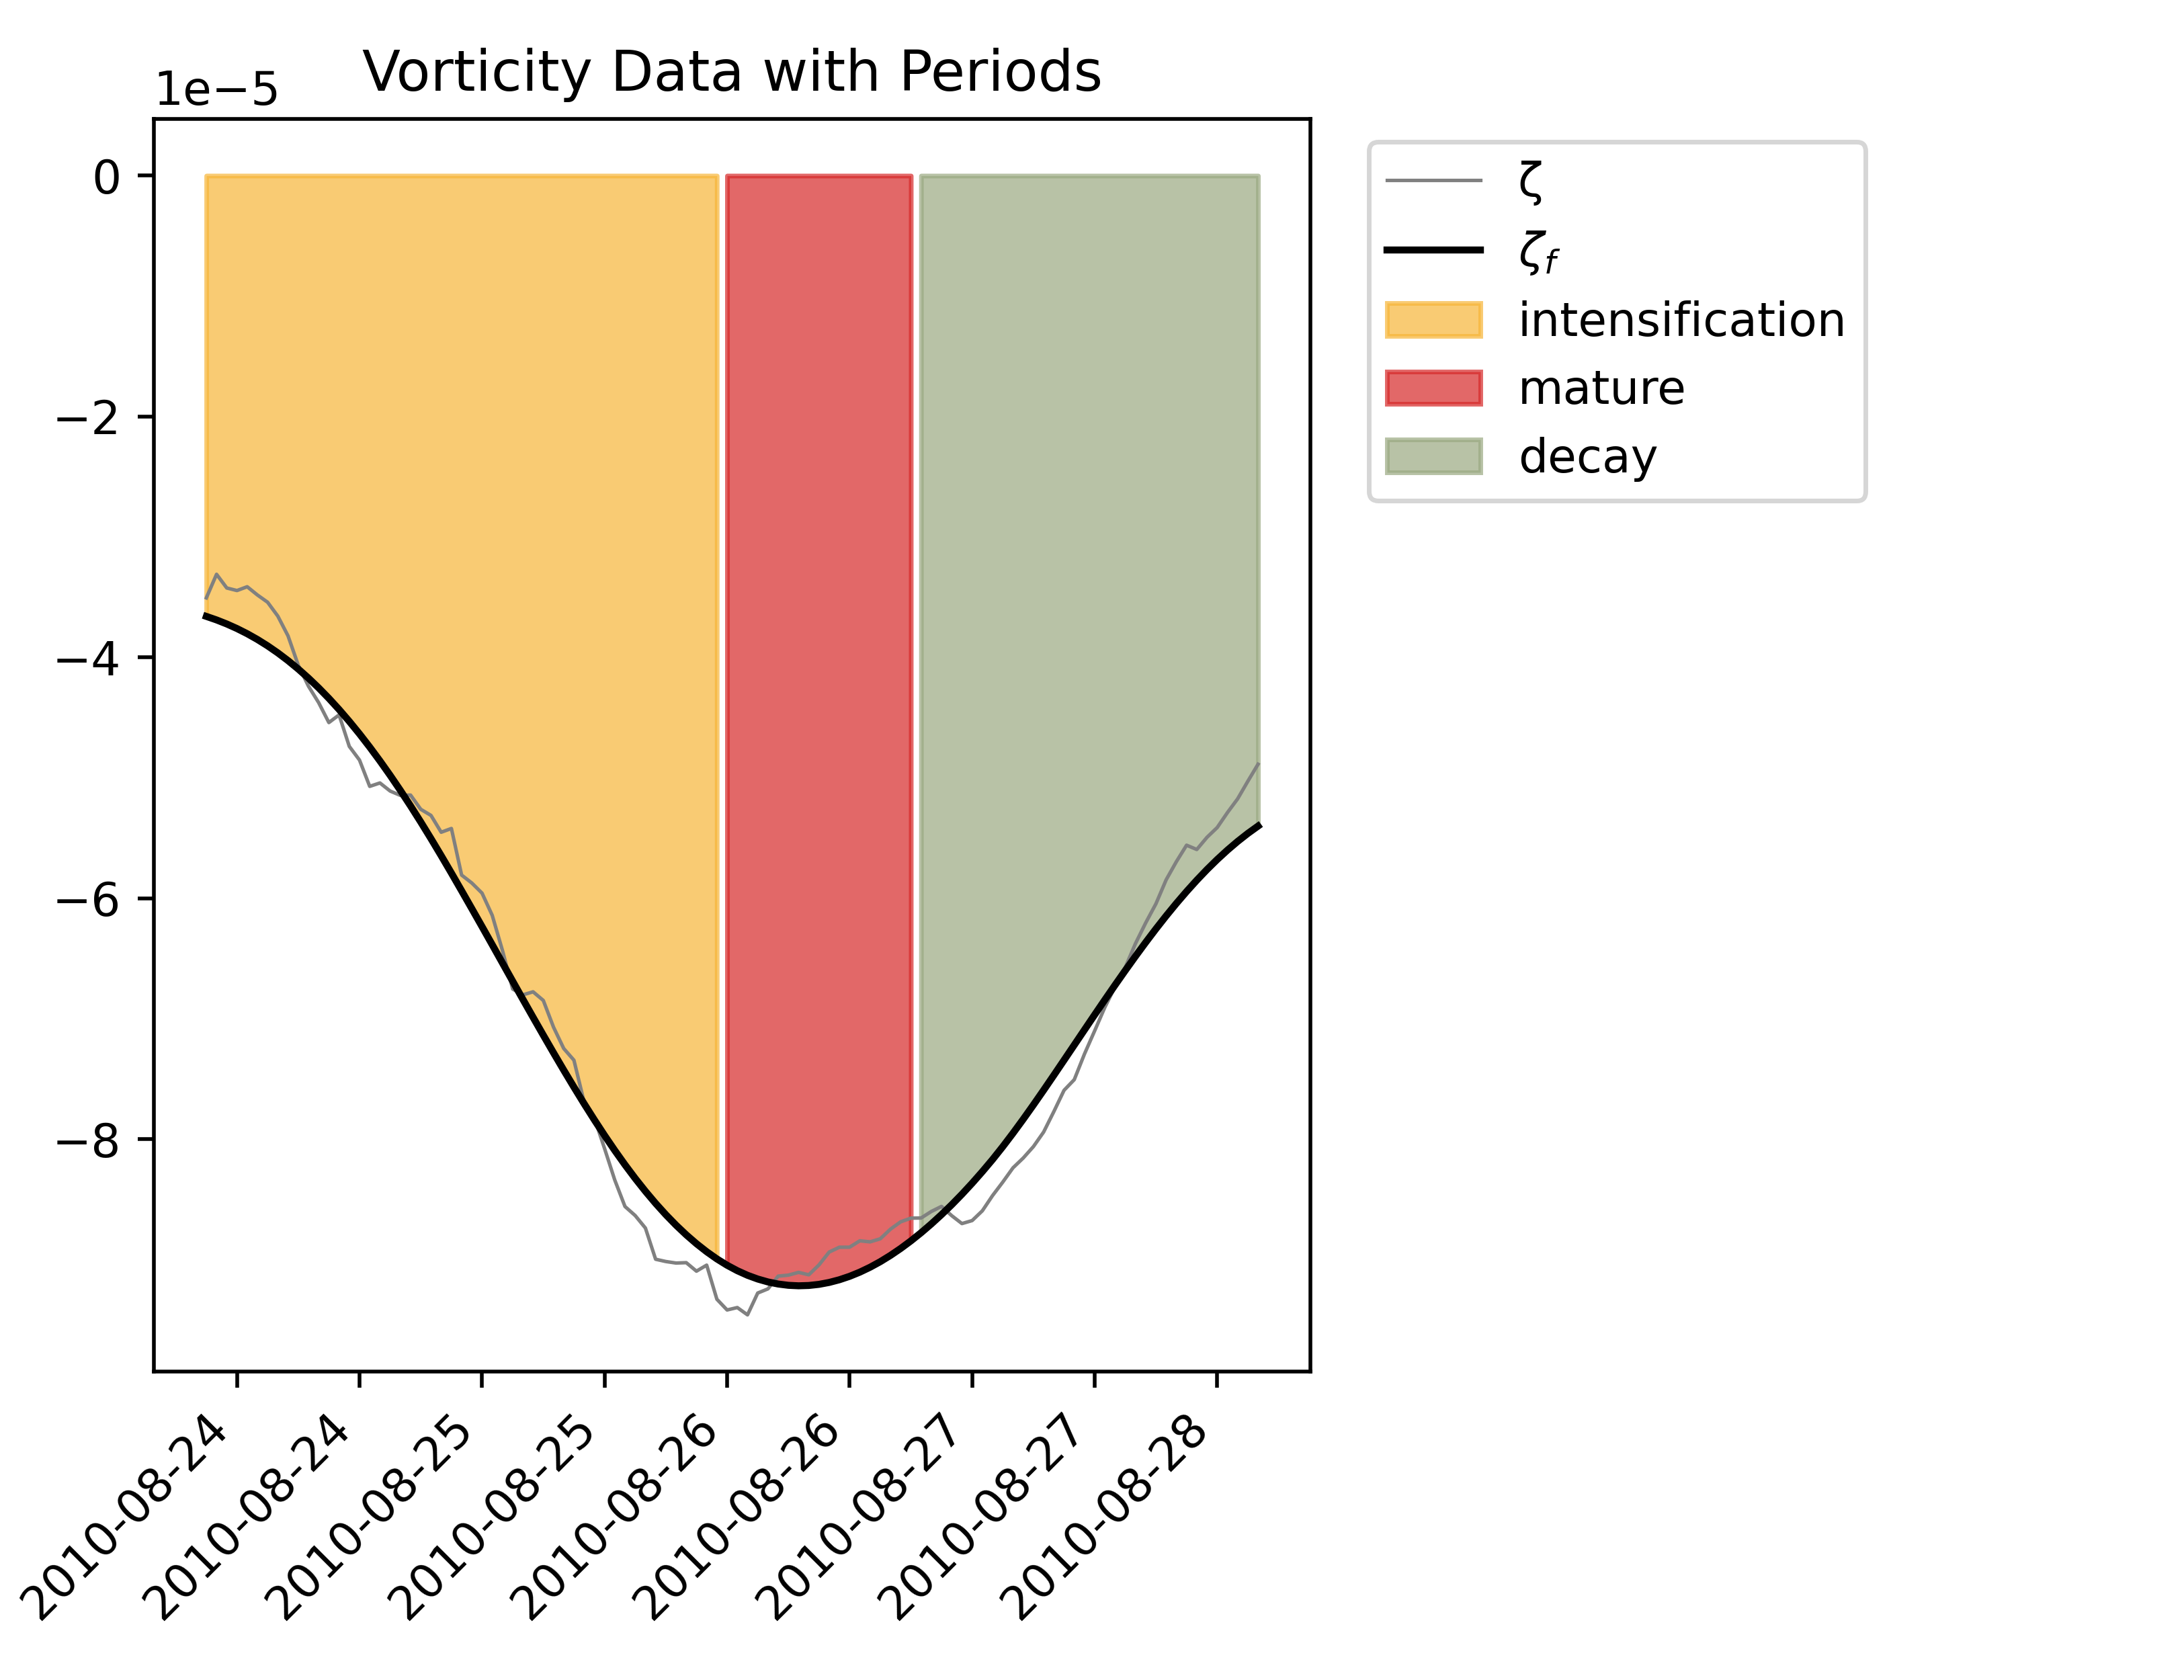 Vorticity Data with Periods
1e−5
0
−2
−4
−6
−8
2010-08-24
2010-08-24
2010-08-25
2010-08-25
2010-08-26
2010-08-26
2010-08-27
2010-08-27
2010-08-28
ζ
ζf
intensification
mature
decay